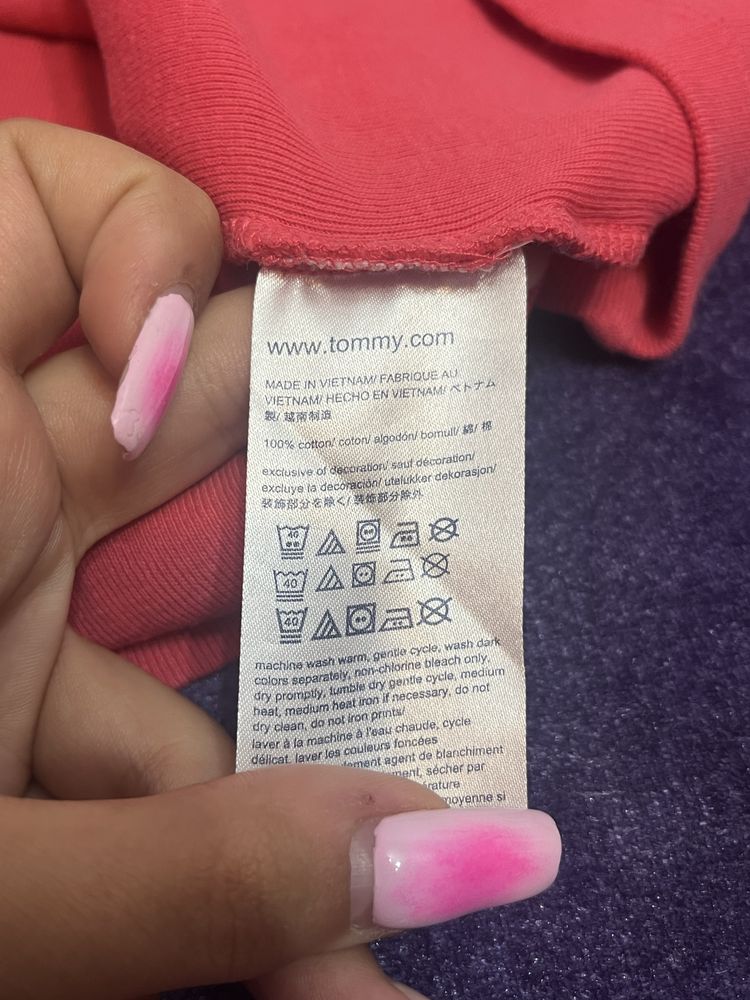 www.tommy.com
MADE IN VIETNAM/ FABRIQUE AU
VIETNAM/ HECHO EN VIETNAM/ ベトナム
製/ 越南制造
100% cotton/ coton/ algodón/ bomull/ 綿/ 棉
exclusive of decoration/ sauf décoration/
excluye la decoración/ utelukker dekorasjon/
装飾部分を除く/ 装饰部分除外
40
40
40
machine wash warm, gentle cycle, wash dark
colors separately, non-chlorine bleach only,
dry promptly, tumble dry gentle cycle, medium
heat, medium heat iron if necessary, do not
dry clean, do not iron prints/
laver à la machine à l'eau chaude, cycle
délicat, laver les couleurs foncées
agent de blanchiment
sécher par
moyenne si